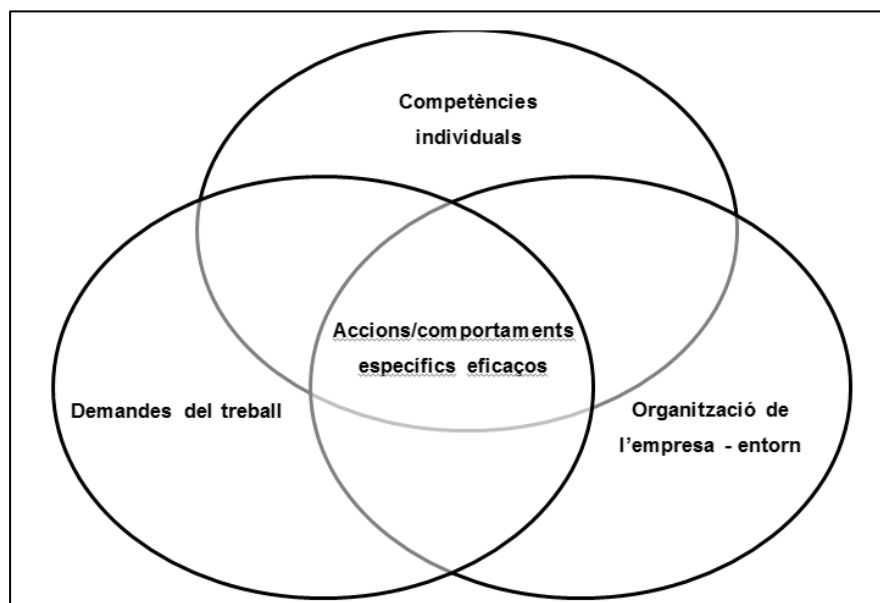 Competències
individuals
Accions/comportaments
específics eficaços
Demandes del treball
Organització de
l'empresa - entorn